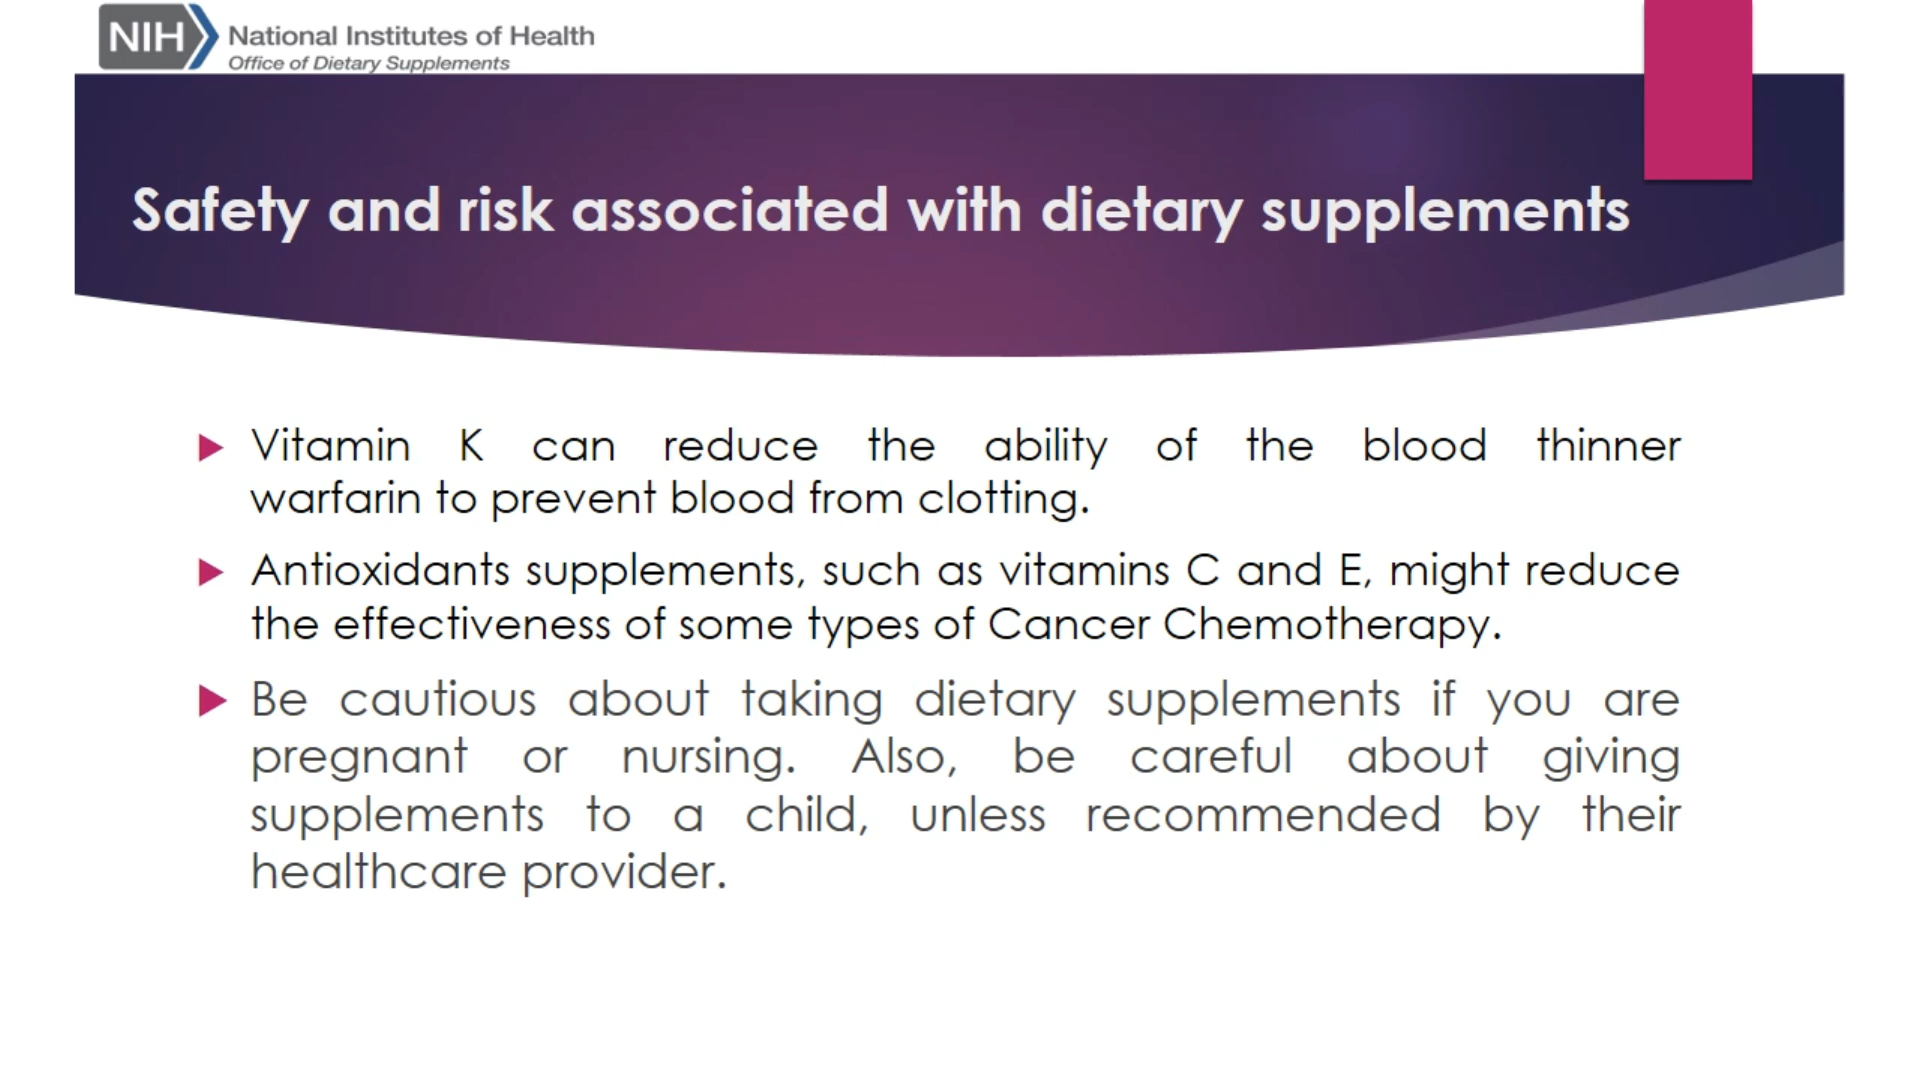 NIH National Institutes of Health
Office of Dietary Supplements
Safety and risk associated with dietary supplements
Vitamin K can reduce the ability of the blood thinner
warfarin to prevent blood from clotting.
Antioxidants supplements, such as vitamins C and E, might reduce
the effectiveness of some types of Cancer Chemotherapy.
Be cautious about taking dietary supplements if you are
pregnant or nursing. Also, be careful about giving
supplements to a child, unless recommended by their
healthcare provider.